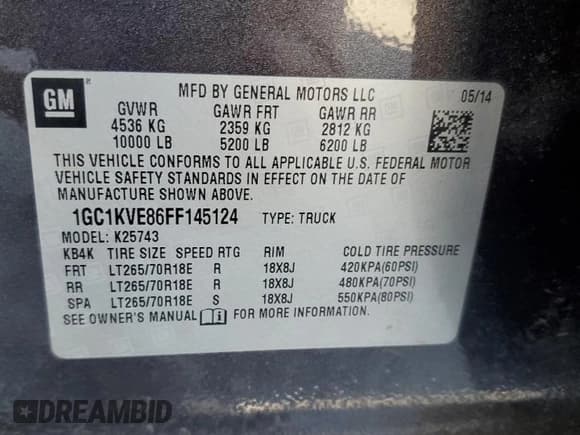 GM
MFD BY GENERAL MOTORS LLC 05/14
GVWR GAWR FRT GAWR RR
4536 KG 2359 KG 2812 KG
10000 LB 5200 LB 6200 LB
THIS VEHICLE CONFORMS TO ALL APPLICABLE U.S. FEDERAL MOTOR
VEHICLE SAFETY STANDARDS IN EFFECT ON THE DATE OF
MANUFACTURE SHOWN ABOVE.
1GC1KVE86FF145124 TYPE: TRUCK
MODEL: K25743
KB4K TIRE SIZE SPEED RTG RIM COLD TIRE PRESSURE
FRT LT265/70R18E R 18X8J 420KPA(60PSI)
RR LT265/70R18E R 18X8J 480KPA(70PSI)
SPA LT265/70R18E S 18X8J 550KPA(80PSI)
SEE OWNER'S MANUAL FOR MORE INFORMATION.
DREAMBID